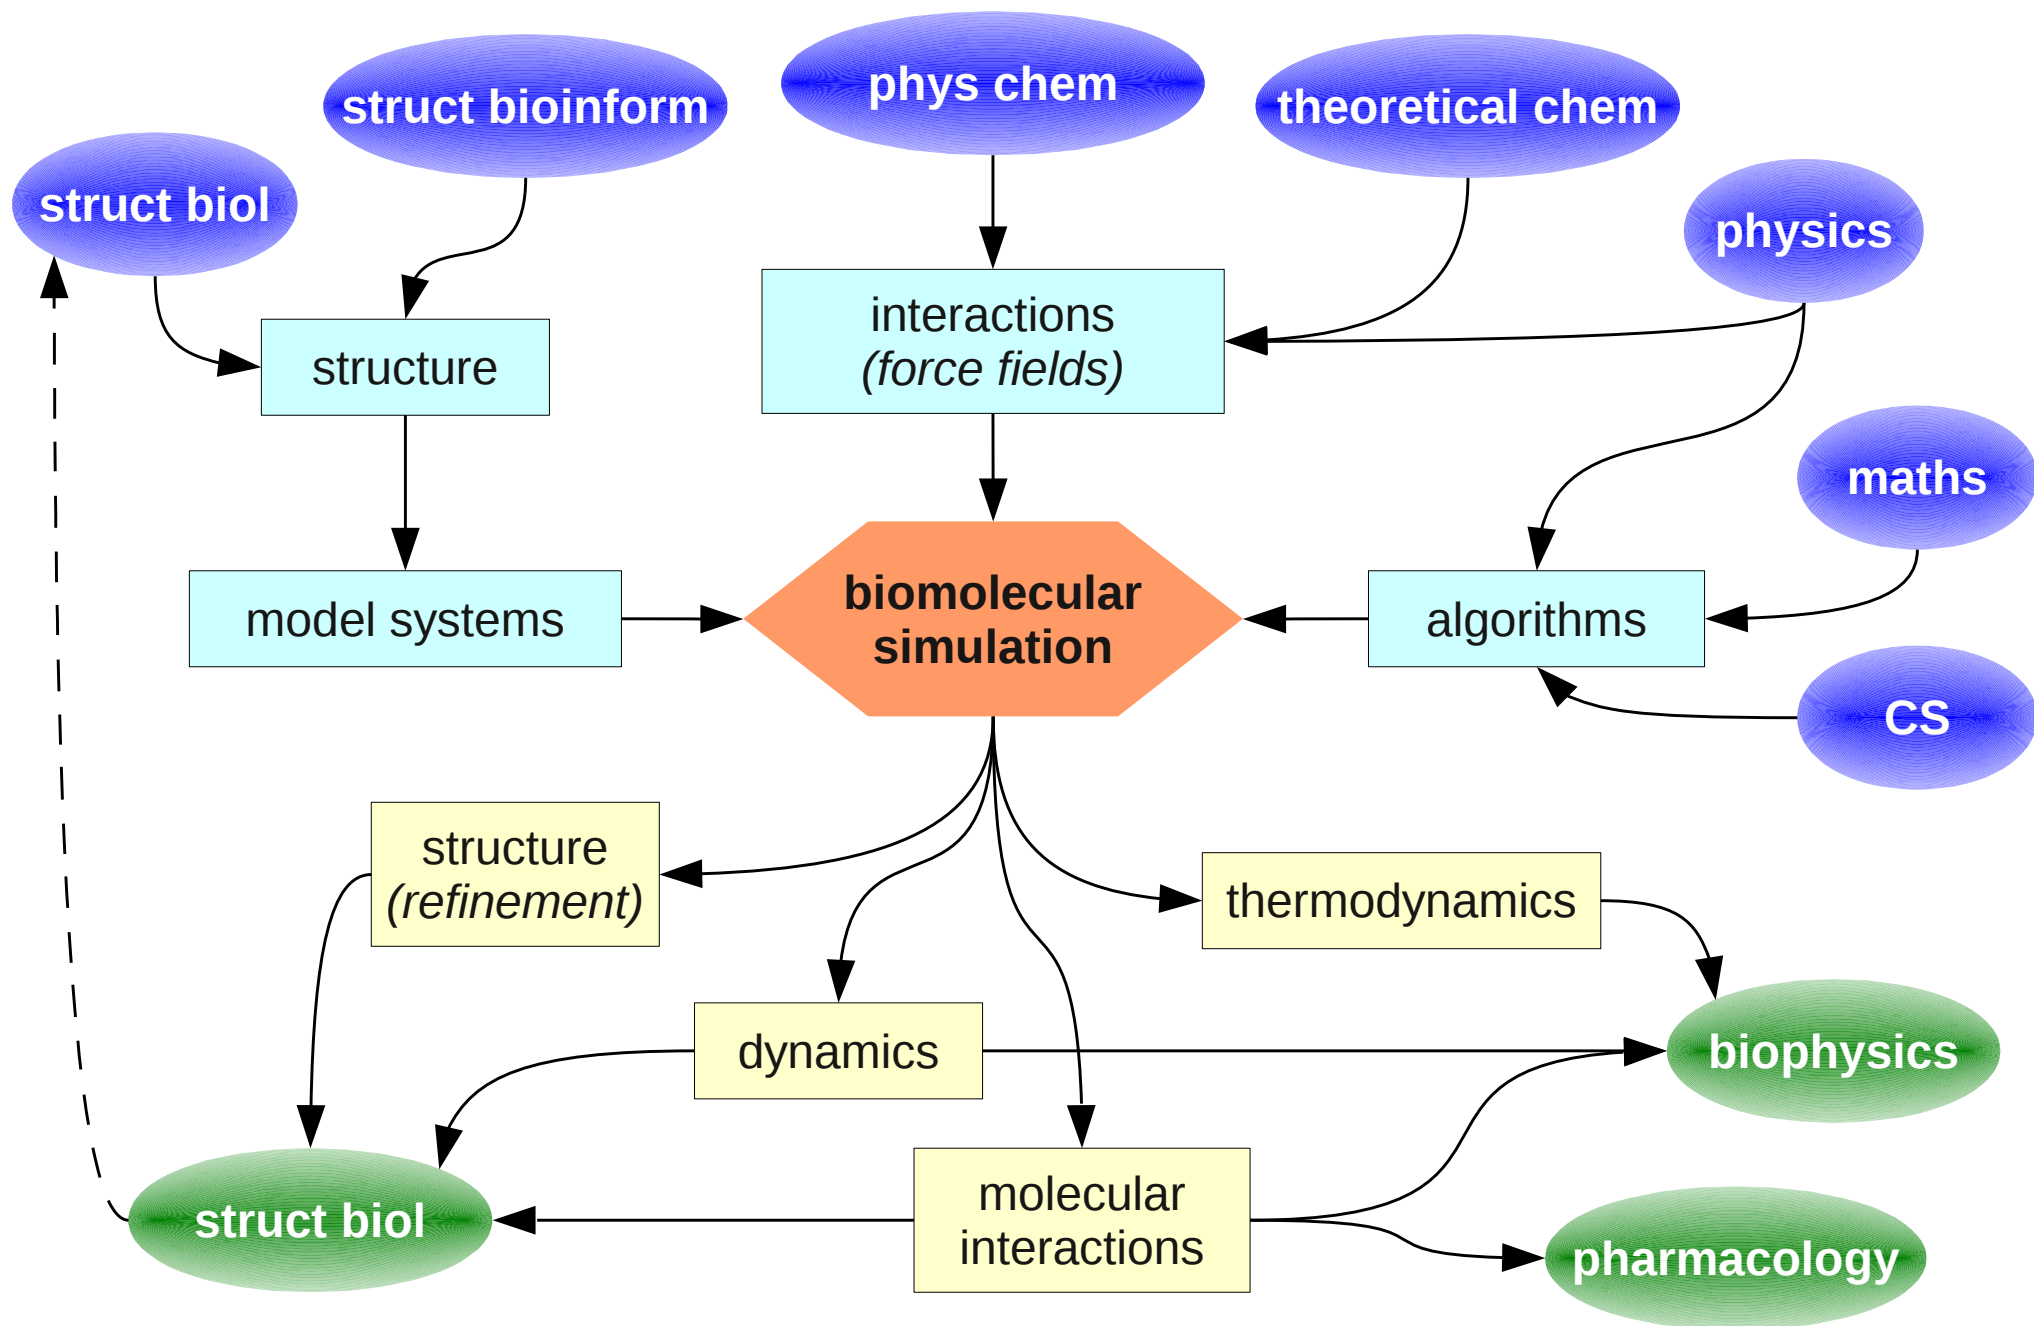 phys chem
struct bioinform
theoretical chem
struct biol
physics
interactions
(force fields)
structure
maths
biomolecular
simulation
model systems
algorithms
CS
structure
(refinement)
thermodynamics
dynamics
biophysics
molecular
interactions
struct biol
pharmacology